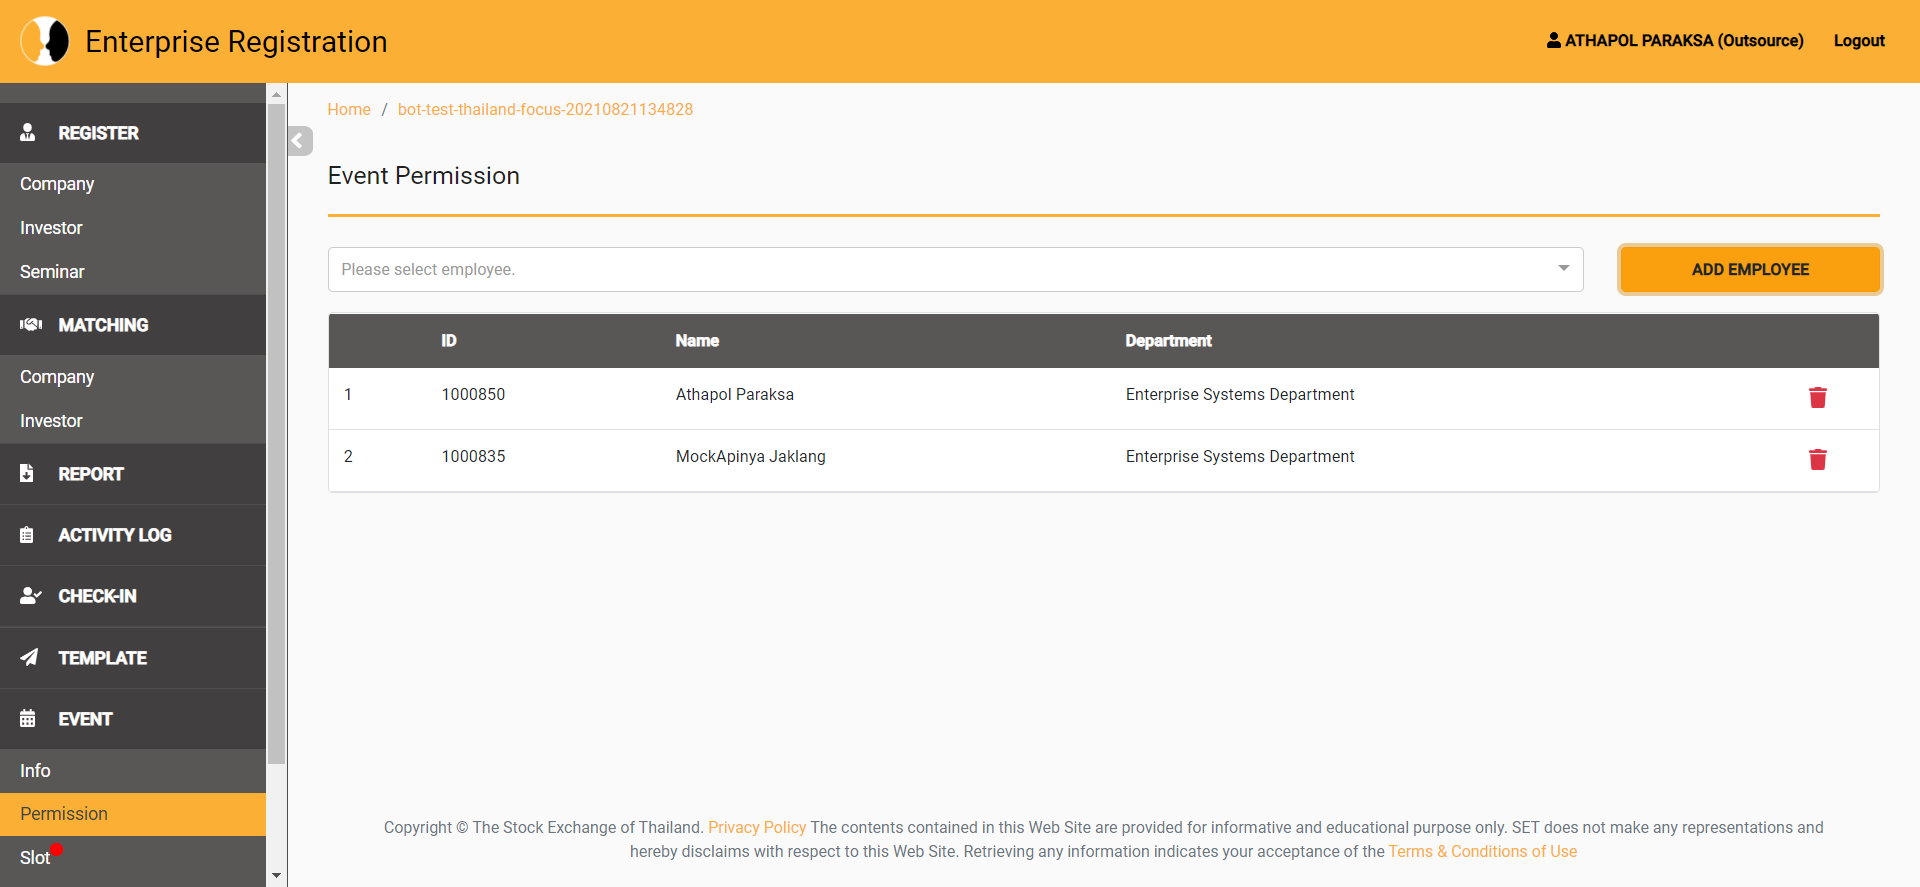 Enterprise Registration
ATHAPOL PARAKSA (Outsource) Logout
REGISTER
Company
Investor
Seminar
MATCHING
Company
Investor
REPORT
ACTIVITY LOG
CHECK-IN
TEMPLATE
EVENT
Info
Permission
Slot
Home / bot-test-thailand-focus-20210821134828
Event Permission
Please select employee. ADD EMPLOYEE
ID Name Department
1 1000850 Athapol Paraksa Enterprise Systems Department
2 1000835 MockApinya Jaklang Enterprise Systems Department
Copyright © The Stock Exchange of Thailand. Privacy Policy The contents contained in this Web Site are provided for informative and educational purpose only. SET does not make any representations and
hereby disclaims with respect to this Web Site. Retrieving any information indicates your acceptance of the Terms & Conditions of Use